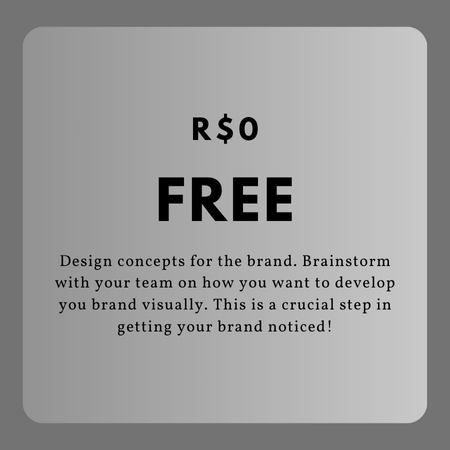 R$0
FREE
Design concepts for the brand. Brainstorm
with your team on how you want to develop
you brand visually. This is a crucial step in
getting your brand noticed!